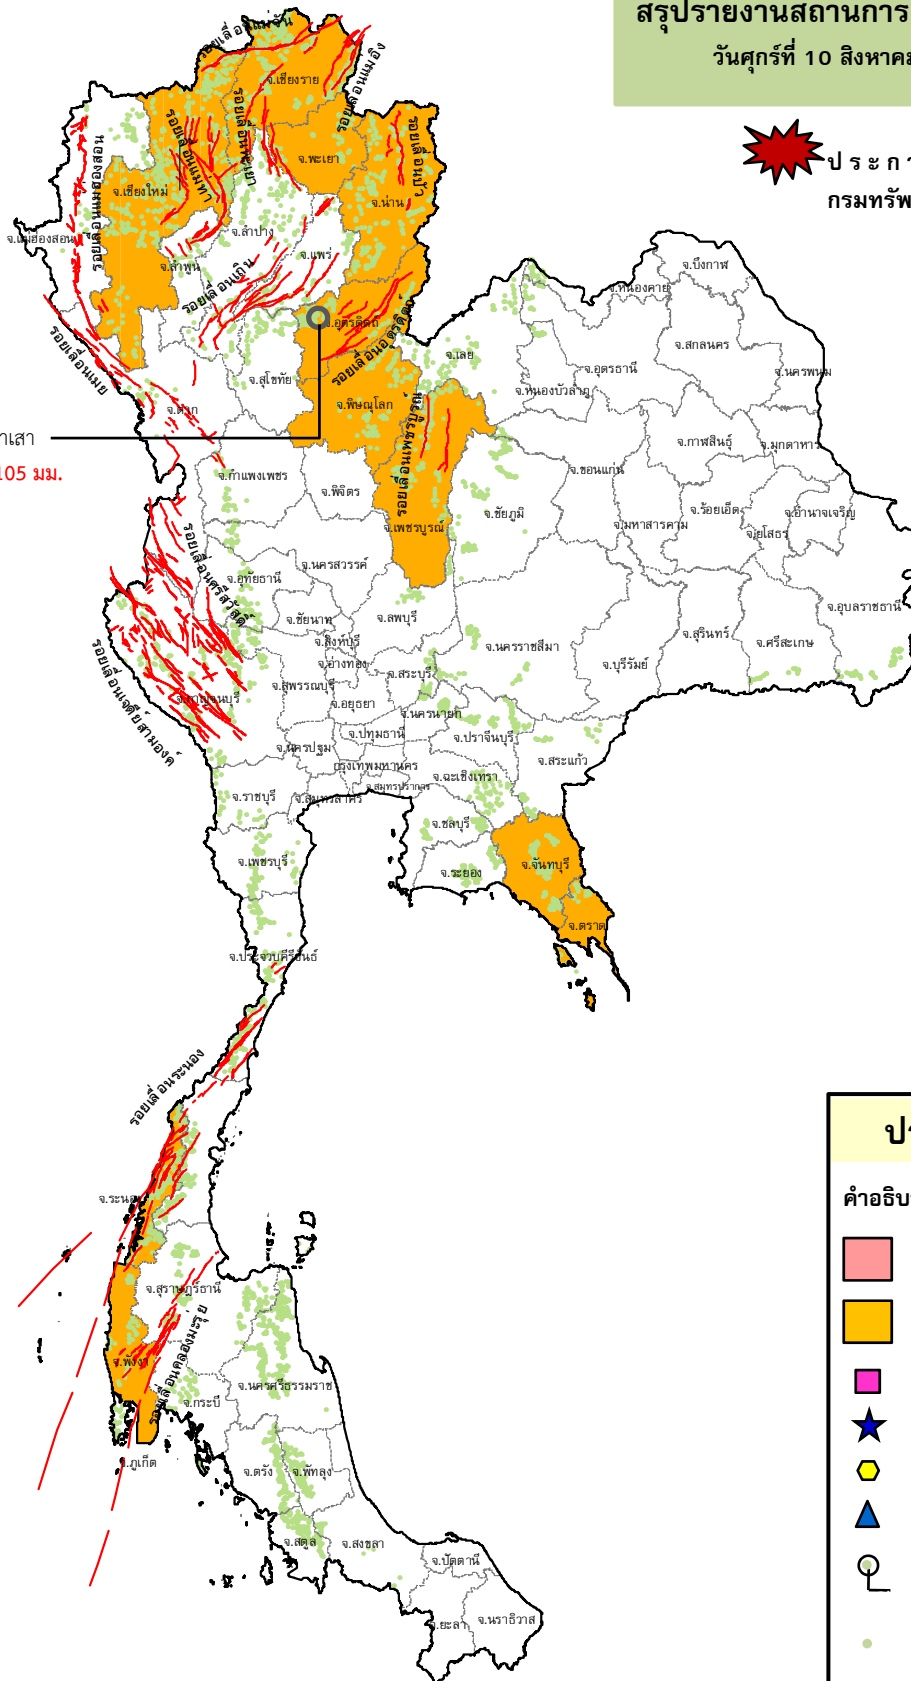 สรุปรายงานสถานการ
วันศุกร์ที่ 10 สิงหาคม
ป ร ะ ก า
กรมทรัพ
รอยเลื่อนแม่จัน
รอยเลื่อนแม่อิง
จ.เชียงราย
รอยเลื่อนแม่ทา
รอยเลื่อนพะเยา
รอยเลื่อนปัว
จ.พะเยา
รอยเลื่อนแม่ฮ่องสอน
จ.เชียงใหม่
จ.น่าน
จ.แม่ฮ่องสอน
จ.ลำปาง
จ.แพร่
จ.ลำพูน
รอยเลื่อนเถิน
จ.บึงกาฬ
จ.หนองคาย
รอยเลื่อนเมย
จ.อุตรดิตถ์
รอยเลื่อนอุตรดิตถ์
จ.เลย
จ.อุดรธานี
จ.สกลนคร
จ.นครพนม
จ.สุโขทัย
จ.หนองบัวลำภู
จ.ตาก
จ.พิษณุโลก
รอยเลื่อนเพชรบูรณ์
าเสา
105 มม.
จ.กาฬสินธุ์
จ.มุกดาหาร
จ.กำแพงเพชร
จ.พิจิตร
จ.ขอนแก่น
จ.ชัยภูมิ
จ.ร้อยเอ็ด
จ.อำนาจเจริญ
จ.เพชรบูรณ์
จ.มหาสารคาม
จ.ยโสธร
รอยเลื่อนศรีสวัสดิ์
จ.นครสวรรค์
จ.อุทัยธานี
จ.ชัยนาท
จ.ลพบุรี
จ.อุบลราชธานี
จ.สิงห์บุรี
จ.นครราชสีมา
จ.สุรินทร์
จ.ศรีสะเกษ
จ.อ่างทอง
จ.บุรีรัมย์
รอยเลื่อนเจดีย์สามองค์
จ.สระบุรี
จ.สุพรรณบุรี
จ.กาญจนบุรี
จ.อยุธยา
จ.นครนายก
จ.ปทุมธานี
จ.ปราจีนบุรี
จ.นครปฐม
จ.สระแก้ว
กรุงเทพมหานคร
จ.ฉะเชิงเทรา
จ.สมุทรปราการ
จ.ราชบุรี
จ.สมุทรสาคร
จ.ชลบุรี
จ.เพชรบุรี
จ.ระยอง
จ.จันทบุรี
จ.ตราด
จ.ประจวบคีรีขันธ์
รอยเลื่อนระนอง
ปร
คำอธิบ
จ.ระนอง
จ.สุราษฎร์ธานี
รอยเลื่อนคลองมะรุ่ย
จ.พังงา
จ.นครศรีธรรมราช
จ.กระบี่
จ.ภูเก็ต
จ.ตรัง
จ.พัทลุง
จ.สตูล
จ.สงขลา
จ.ปัตตานี
จ.ยะลา
จ.นราธิวาส